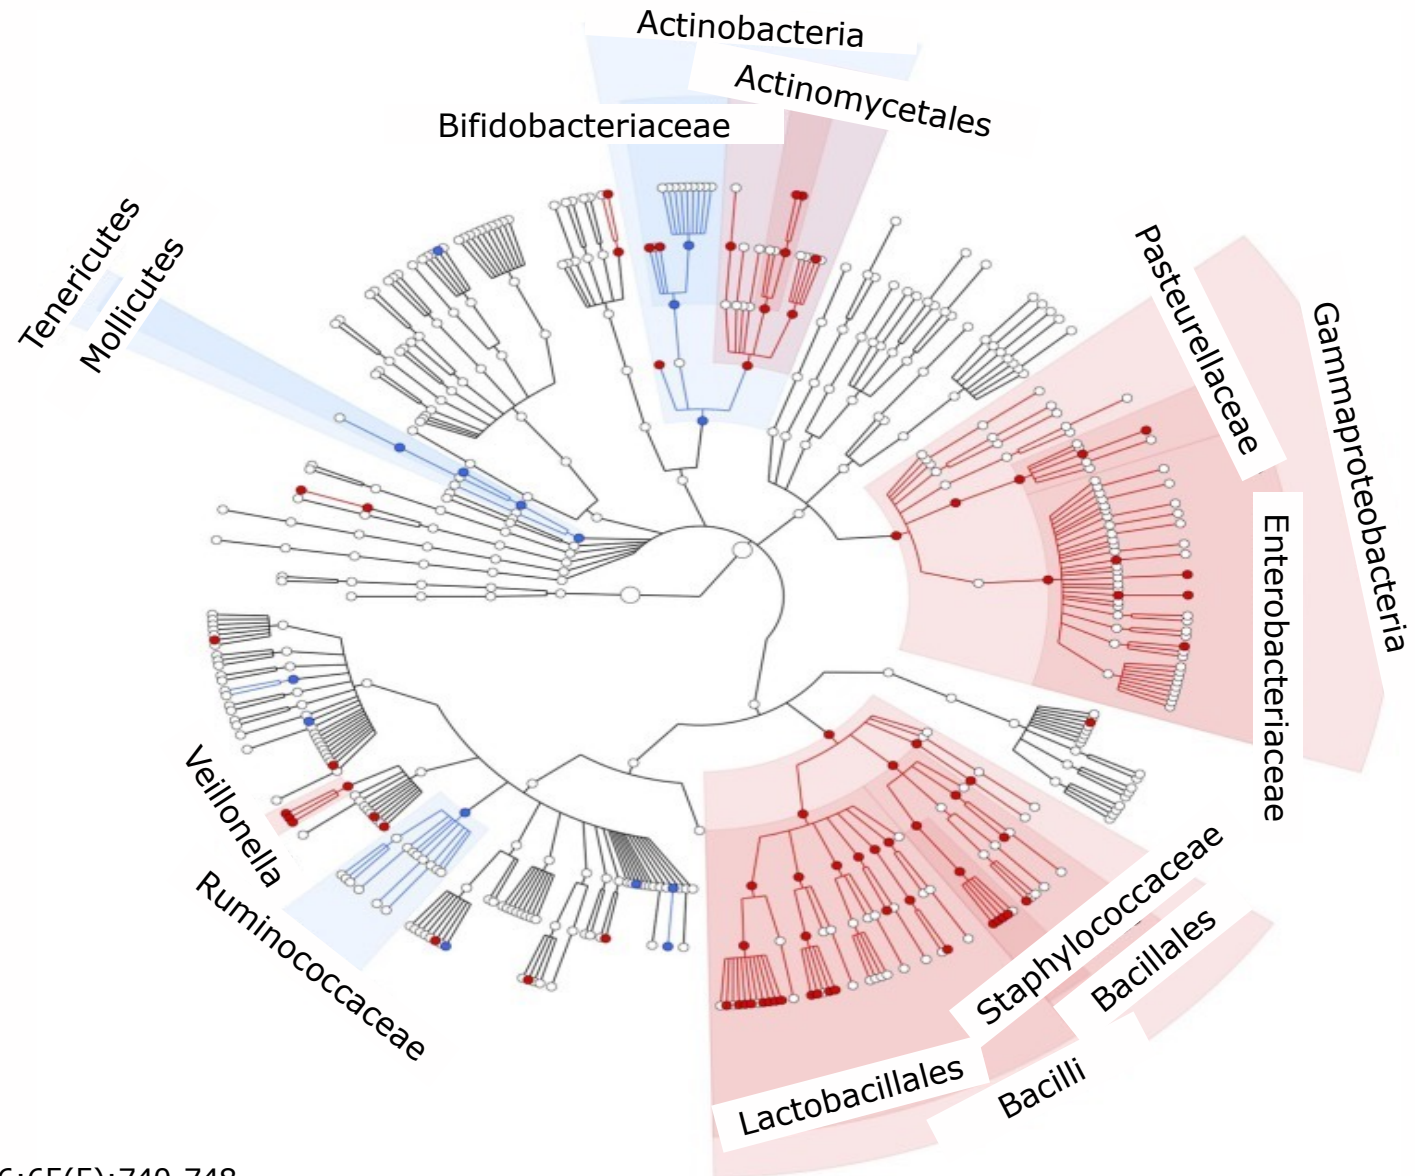 Actinobacteria
Actinomycetales
Bifidobacteriaceae
Tenericutes
Mollicutes
Pasteurellaceae
Gammaproteobacteria
Enterobacteriaceae
Veillonella
Ruminococcaceae
Staphylococcaceae
Bacillales
Lactobacillales
Bacilli